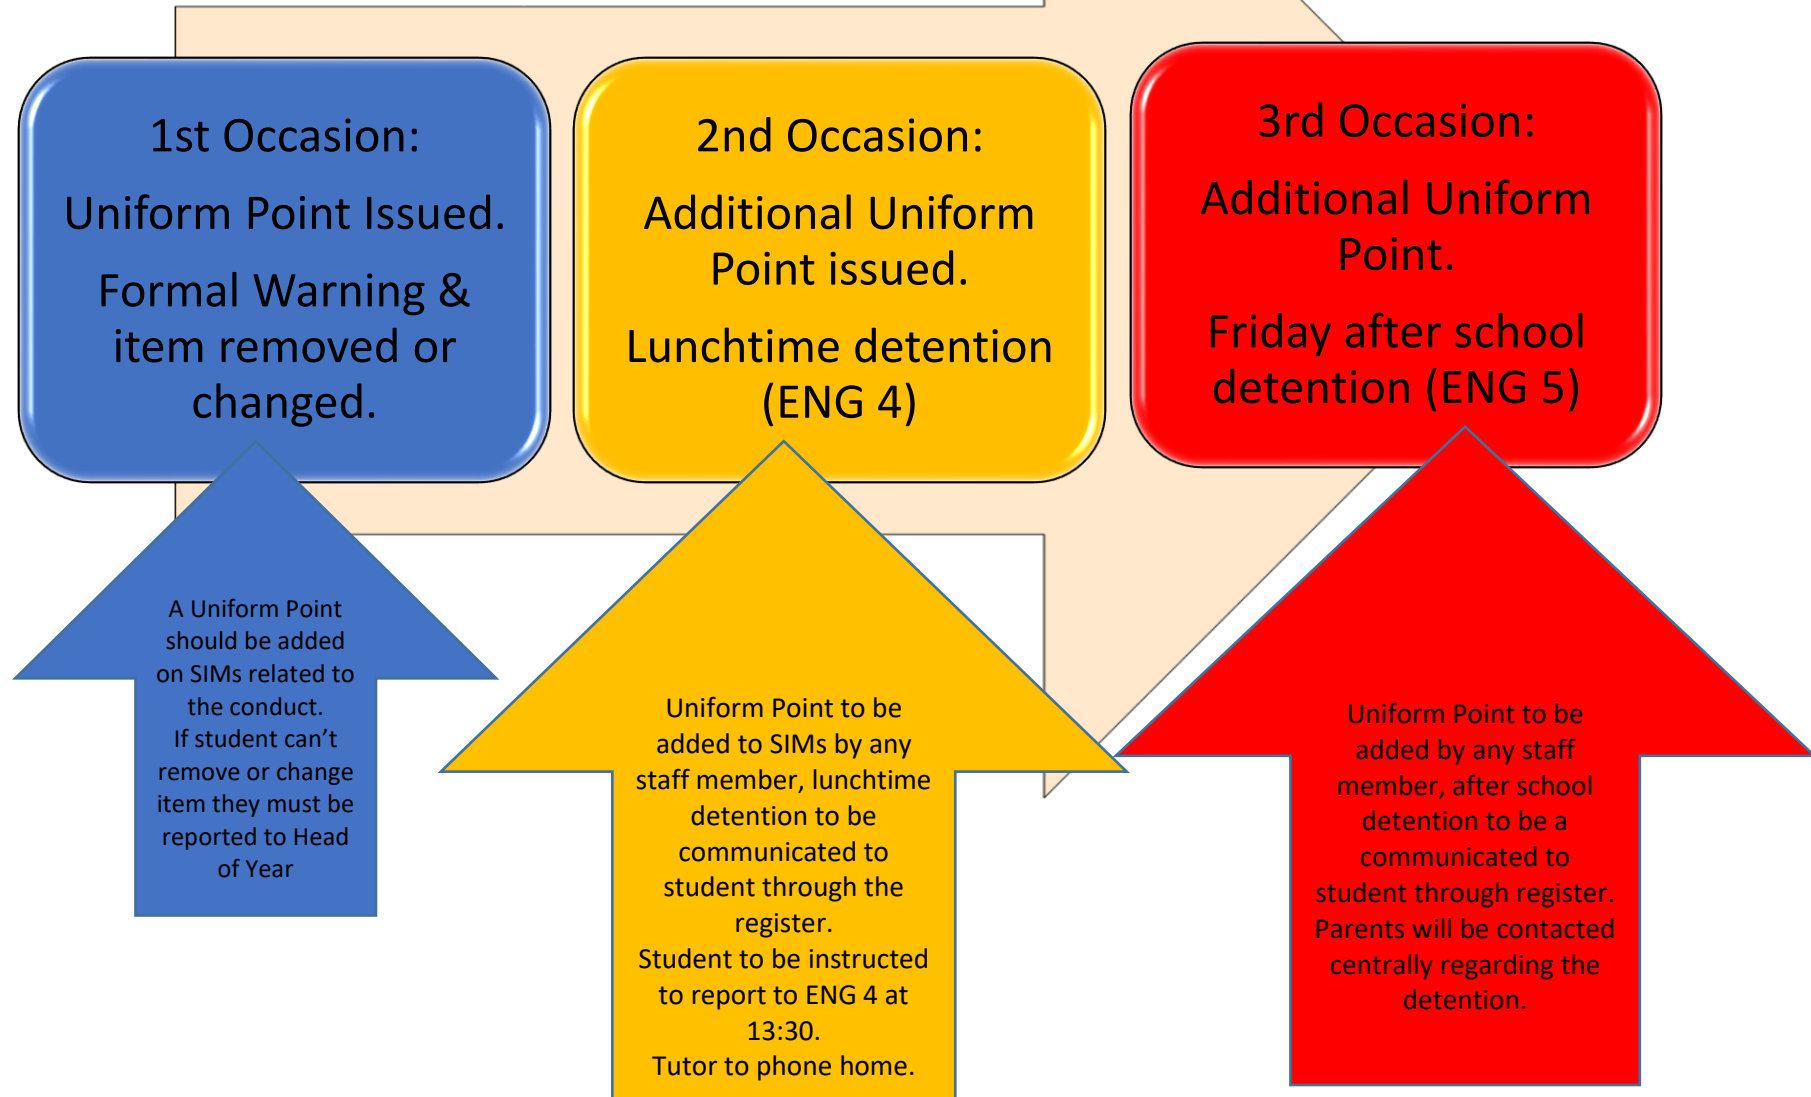 1st Occasion:
Uniform Point Issued.
Formal Warning &
item removed or
changed.
2nd Occasion:
Additional Uniform
Point issued.
Lunchtime detention
(ENG 4)
3rd Occasion:
Additional Uniform
Point.
Friday after school
detention (ENG 5)
A Uniform Point
should be added
on SIMs related to
the conduct.
If student can’t
remove or change
item they must be
reported to Head
of Year
Uniform Point to be
added to SIMs by any
staff member, lunchtime
detention to be
communicated to
student through the
register.
Student to be instructed
to report to ENG 4 at
13:30.
Tutor to phone home.
Uniform Point to be
added by any staff
member, after school
detention to be a
communicated to
student through register.
Parents will be contacted
centrally regarding the
detention.